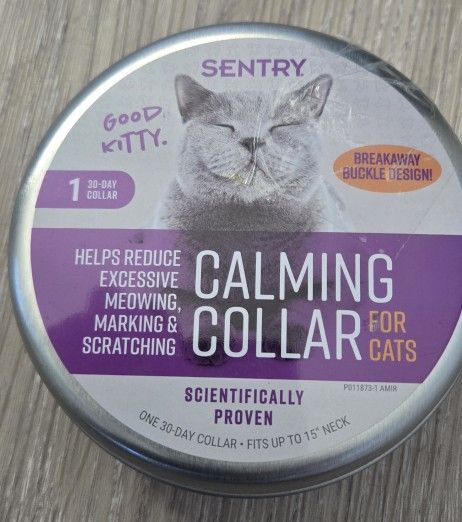 SENTRY
GOOD
KITTY.
BREAKAWAY
BUCKLE DESIGN!
1 30-DAY
COLLAR
HELPS REDUCE
EXCESSIVE
MEOWING,
MARKING &
SCRATCHING
CALMING
COLLAR FOR
CATS
P011873-1 AMIR
SCIENTIFICALLY
PROVEN
ONE 30-DAY COLLAR • FITS UP TO 15" NECK